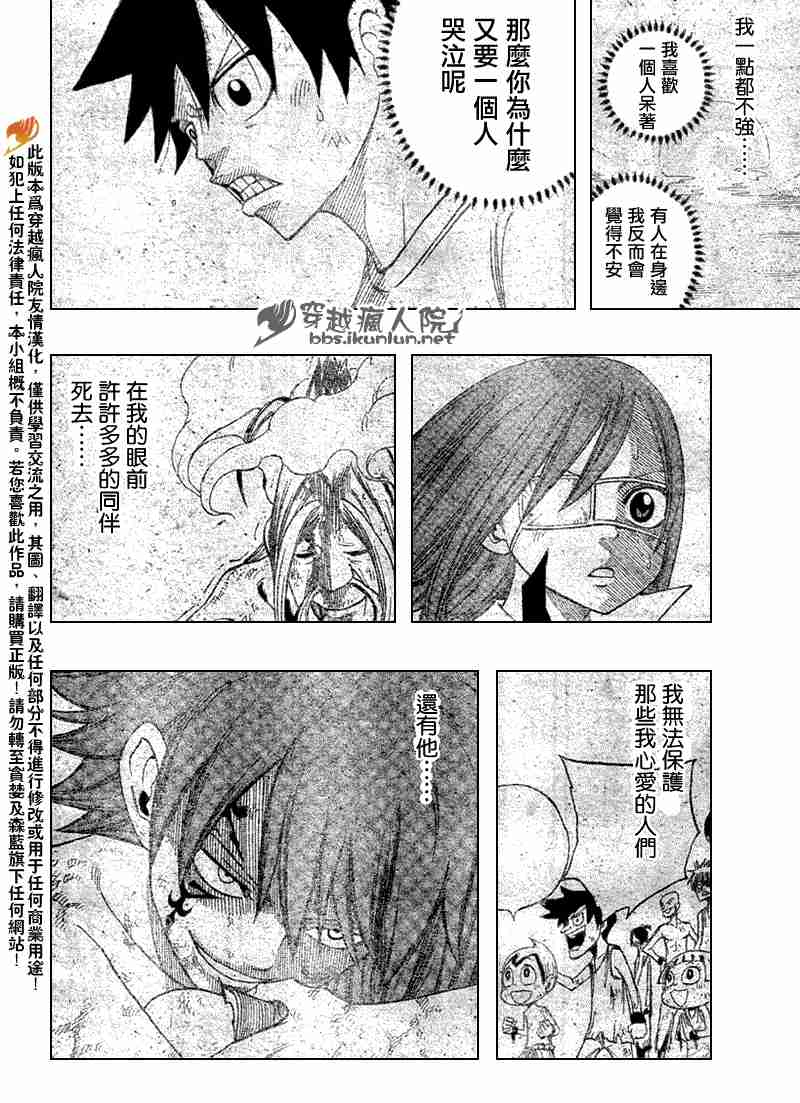 我一點都不強……
我喜歡
一個人呆著
有人在身邊
我反而會
覺得不安
那麼你為什麼
又要一個人
哭泣呢
穿越瘋人院
bbs.ikunlun.net
在我的眼前
許許多多的同伴
死去……
我無法保護
那些我心愛的人們
還有他……
此版本爲穿越瘋人院友情漢化，僅供學習交流之用，其圖、翻譯以及任何部分不得進行修改或用于任何商業用途！
如犯上任何法律責任，本小組概不負責。若您喜歡此作品，請購買正版！請勿轉至貪婪及森藍旗下任何網站！